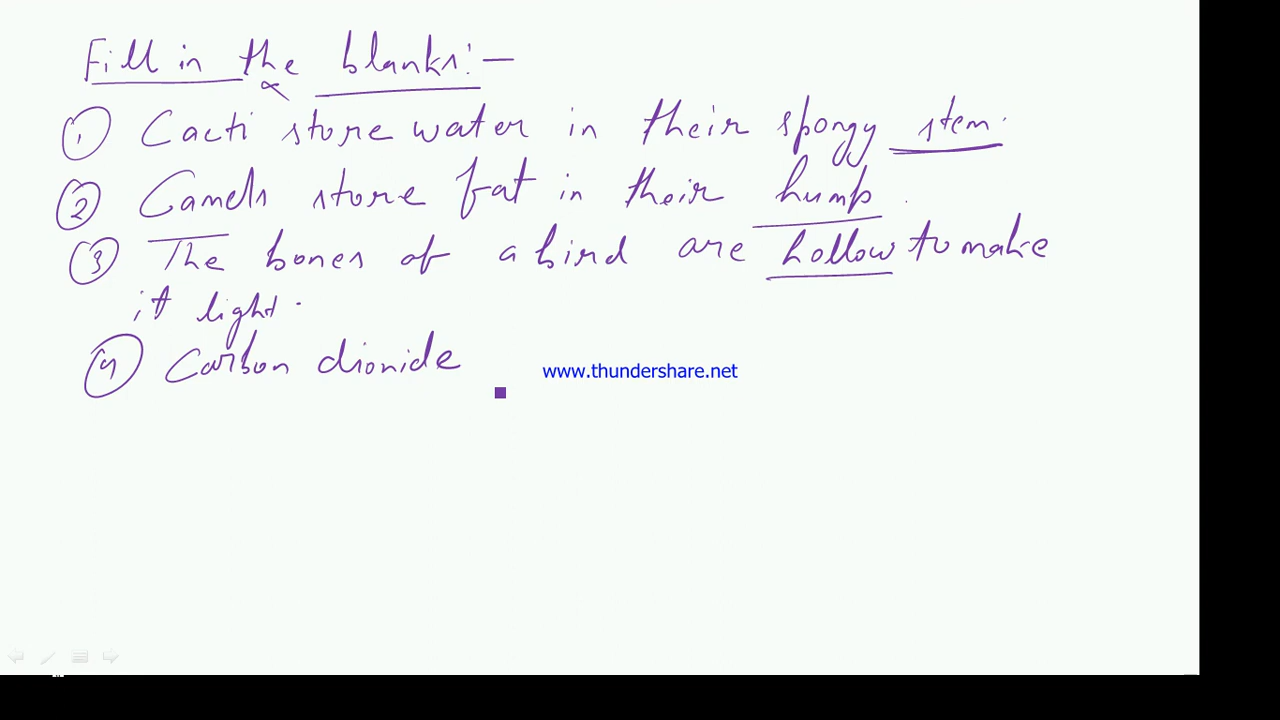 Fill in the blanks:-
① Cacti store water in their spongy stem.
② Camels store fat in their hump.
③ The bones of a bird are hollow to make
it light.
④ Carbon dioxide
www.thundershare.net